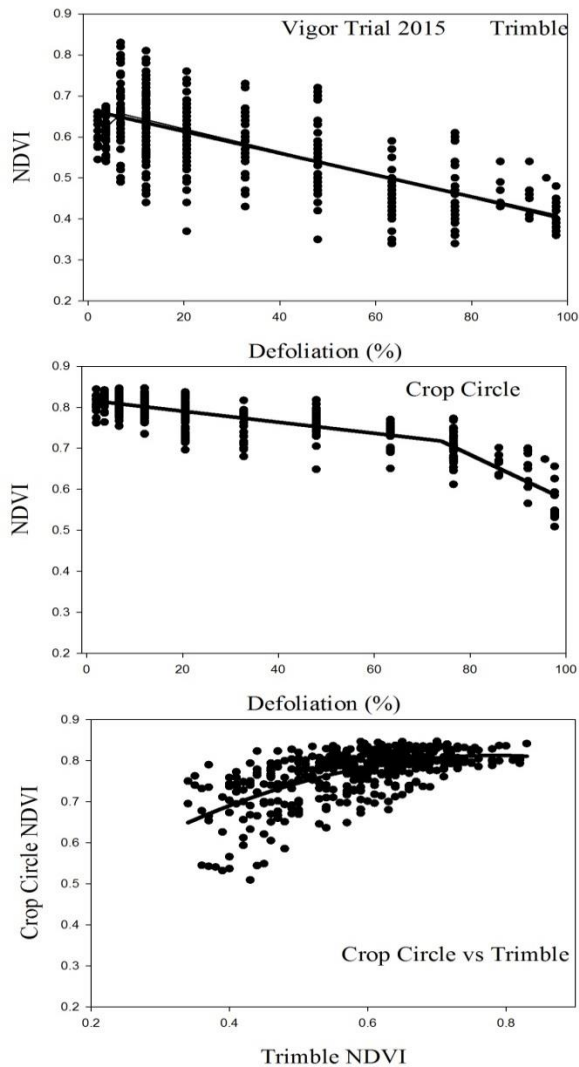 Vigor Trial 2015 Trimble
0.9
0.8
0.7
0.6
0.5
0.4
0.3
0.2
NDVI
0 20 40 60 80 100
Defoliation (%)
Crop Circle
0.9
0.8
0.7
0.6
0.5
0.4
0.3
0.2
NDVI
0 20 40 60 80 100
Defoliation (%)
0.9
0.8
0.7
0.6
0.5
0.4
0.3
0.2
Crop Circle NDVI
Crop Circle vs Trimble
0.2 0.4 0.6 0.8
Trimble NDVI